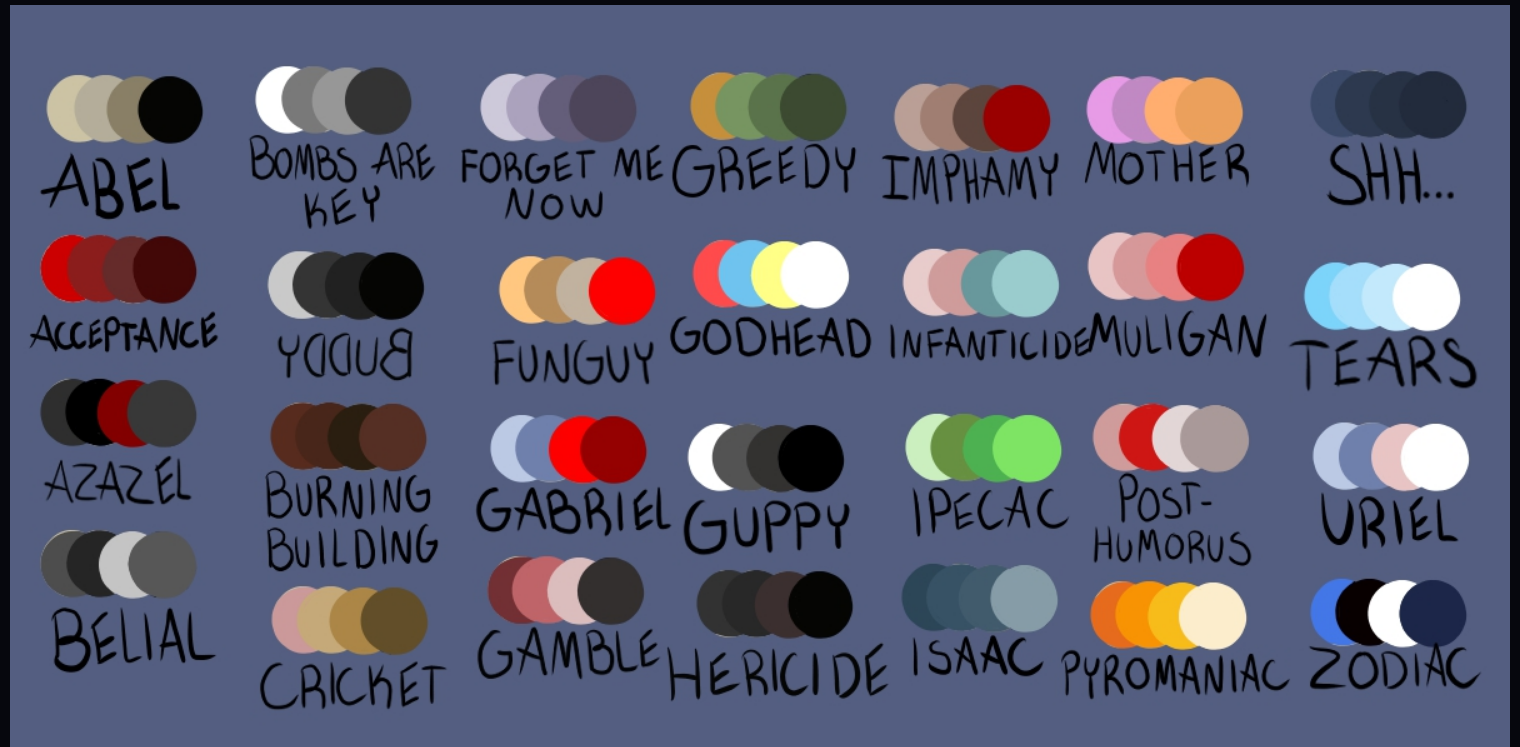 ABEL
ACCEPTANCE
AZAZEL
BELIAL
BOMBS ARE
KEY
BUDDY
BURNING
BUILDING
CRICKET
FORGET ME
NOW
FUNGUY
GABRIEL
GAMBLE
GREEDY
GODHEAD
GUPPY
HERICIDE
IMPHAMY
INFANTICIDE
IPECAC
ISAAC
MOTHER
MULIGAN
POST-
HUMORUS
PYROMANIAC
SHH...
TEARS
URIEL
ZODIAC